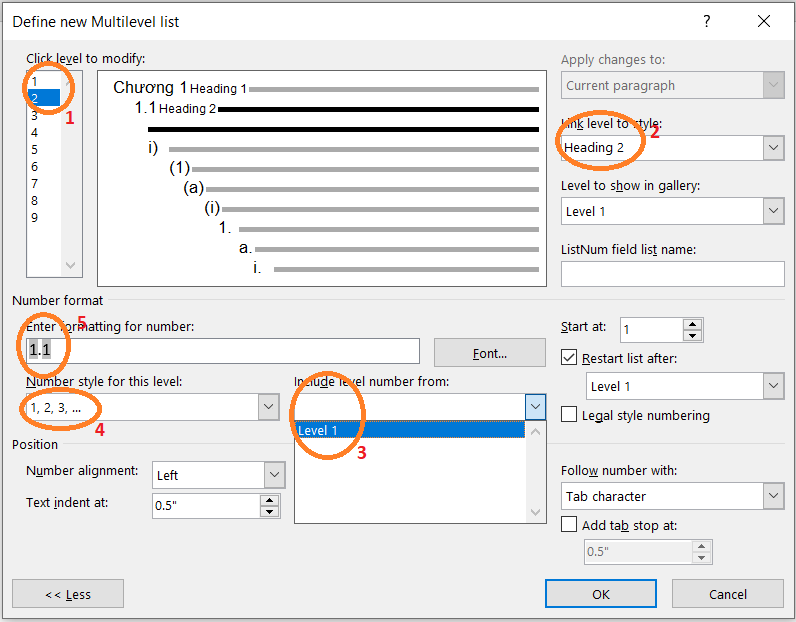 Define new Multilevel list
?
Click level to modify:
1
2
3
4
5
6
7
8
9
1
Chương 1 Heading 1
1.1 Heading 2
i)
(1)
(a)
(i)
1.
a.
i.
Apply changes to:
Current paragraph
Link level to style:
2
Heading 2
Level to show in gallery:
Level 1
ListNum field list name:
Number format
5
Enter formatting for number:
1.1
Font...
Number style for this level:
1, 2, 3, ...
4
Include level number from:
Level 1
3
Start at:
1
Restart list after:
Level 1
Legal style numbering
Position
Number alignment:
Left
Text indent at:
0.5"
Follow number with:
Tab character
Add tab stop at:
0.5"
<< Less
OK
Cancel